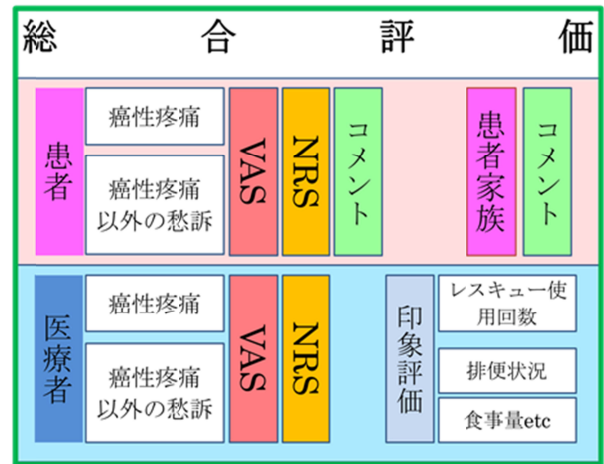 総合評価
患者
癌性疼痛
癌性疼痛
以外の愁訴
VAS
NRS
コメント
患者家族
コメント
医療者
癌性疼痛
癌性疼痛
以外の愁訴
VAS
NRS
印象評価
レスキュー使
用回数
排便状況
食事量etc